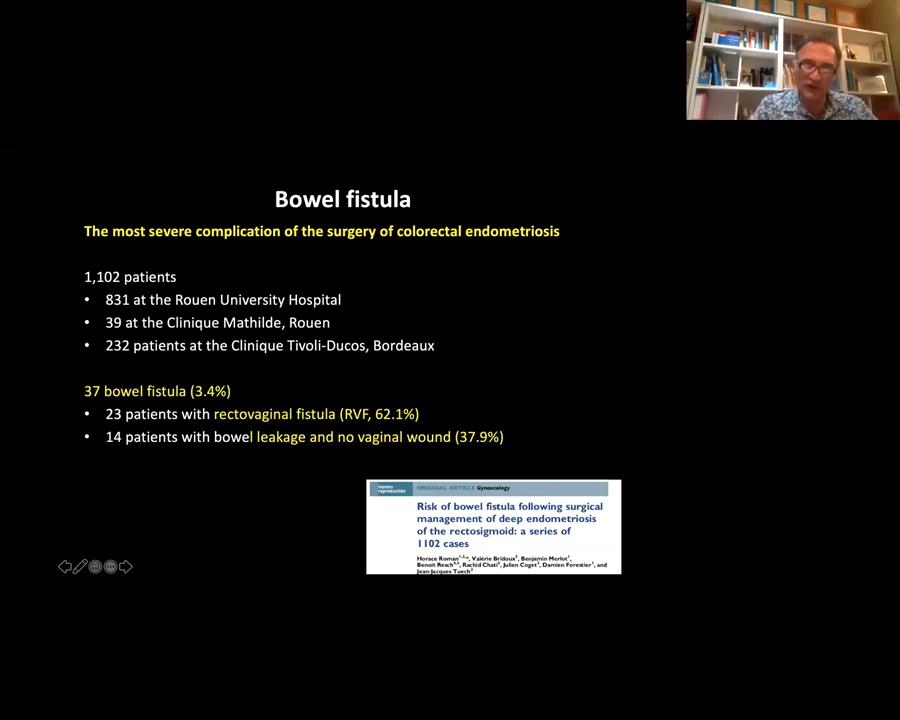 Bowel fistula
The most severe complication of the surgery of colorectal endometriosis
1,102 patients
• 831 at the Rouen University Hospital
• 39 at the Clinique Mathilde, Rouen
• 232 patients at the Clinique Tivoli-Ducos, Bordeaux
37 bowel fistula (3.4%)
• 23 patients with rectovaginal fistula (RVF, 62.1%)
• 14 patients with bowel leakage and no vaginal wound (37.9%)
human
reproduction
ORIGINAL ARTICLE Gynaecology
Risk of bowel fistula following surgical
management of deep endometriosis
of the rectosigmoid: a series of
1102 cases
Horace Roman, Valérie Bridoux, Benjamin Merlot,
Benoit Resch, Rachid Chati, Julien Coget, Damien Forestier, and
Jean-Jacques Tuech